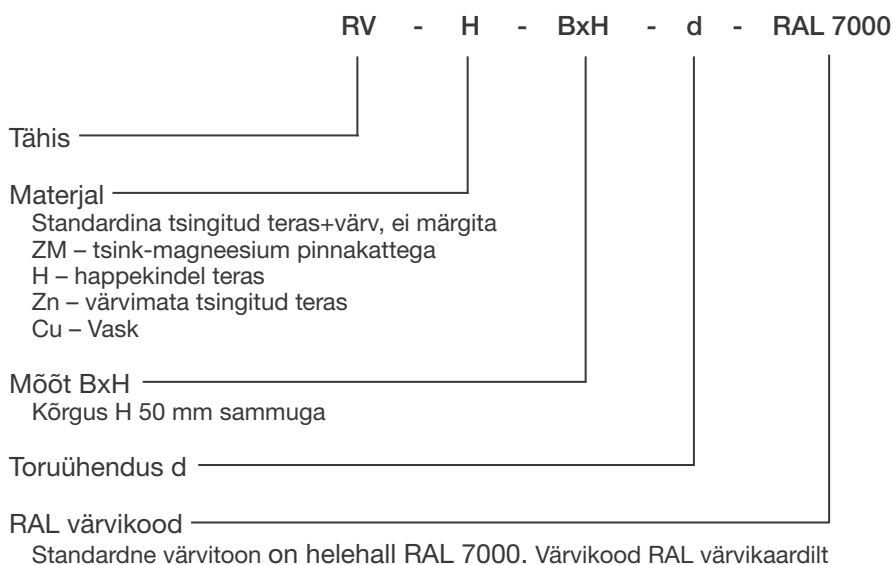 RV - H - BxH - d - RAL 7000
Tähis
Materjal
Standardina tsingitud teras+värv, ei märgita
ZM – tsink-magneesium pinnakattega
H – happekindel teras
Zn – värvimata tsingitud teras
Cu – Vask
Mõõt BxH
Kõrgus H 50 mm sammuga
Toruühendus d
RAL värvikood
Standardne värvitoon on helehall RAL 7000. Värvikood RAL värvikaardilt